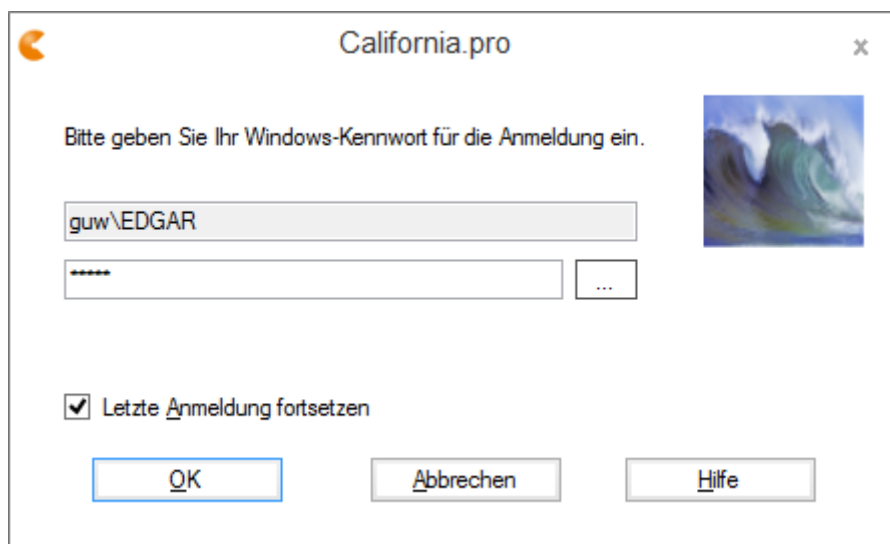 California.pro
Bitte geben Sie Ihr Windows-Kennwort für die Anmeldung ein.
guw\EDGAR
*****
...
Letzte Anmeldung fortsetzen
OK
Abbrechen
Hilfe